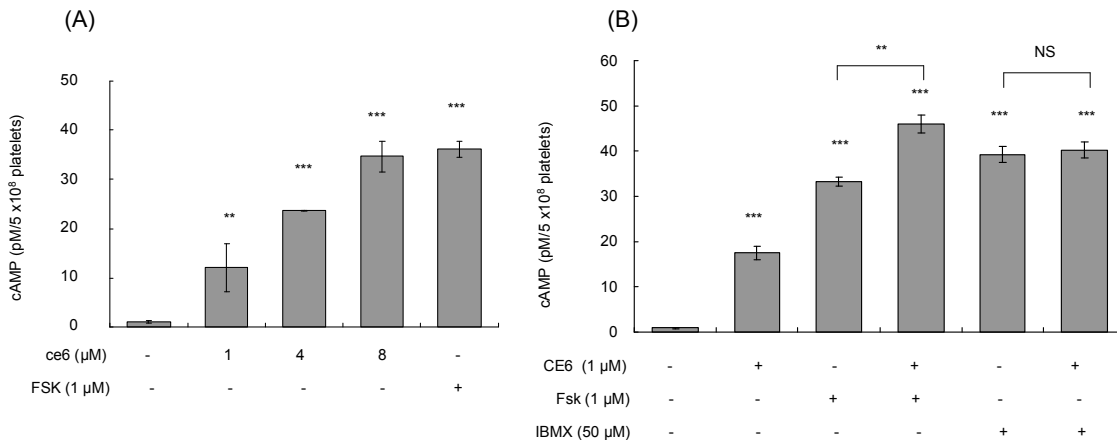 (A)
cAMP (pM/5 x10⁸ platelets)
50
40
30
20
10
0
**
***
***
***
ce6 (µM) - 1 4 8 -
FSK (1 µM) - - - - +
(B)
cAMP (pM/5 x10⁸ platelets)
60
50
40
30
20
10
0
** NS
***
***
***
***
***
CE6 (1 µM) - + - + - +
Fsk (1 µM) - - + + - -
IBMX (50 µM) - - - - + +